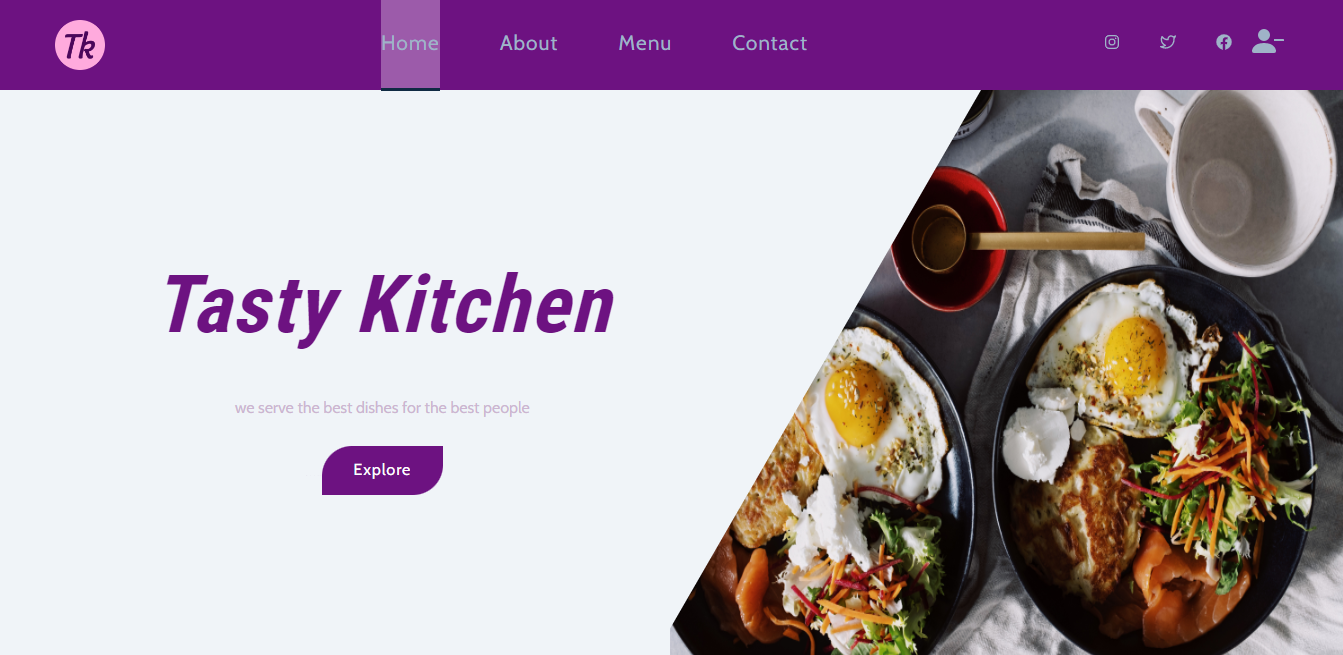 Tk
Home About Menu Contact
Tasty Kitchen
we serve the best dishes for the best people
Explore